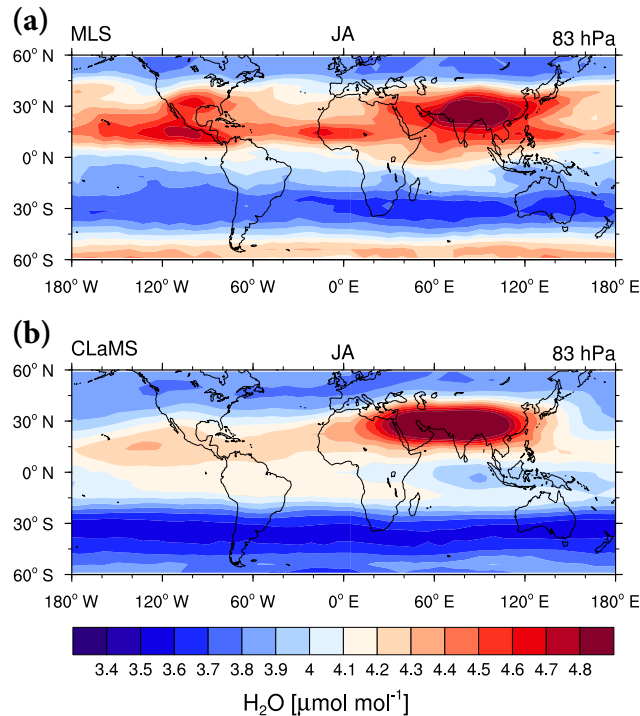 (a)
MLS JA 83 hPa
60° N
30° N
0° N
30° S
60° S
180° W 120° W 60° W 0° E 60° E 120° E 180° E
(b)
CLaMS JA 83 hPa
60° N
30° N
0° N
30° S
60° S
180° W 120° W 60° W 0° E 60° E 120° E 180° E
3.4 3.5 3.6 3.7 3.8 3.9 4 4.1 4.2 4.3 4.4 4.5 4.6 4.7 4.8
H₂O [μmol mol⁻¹]